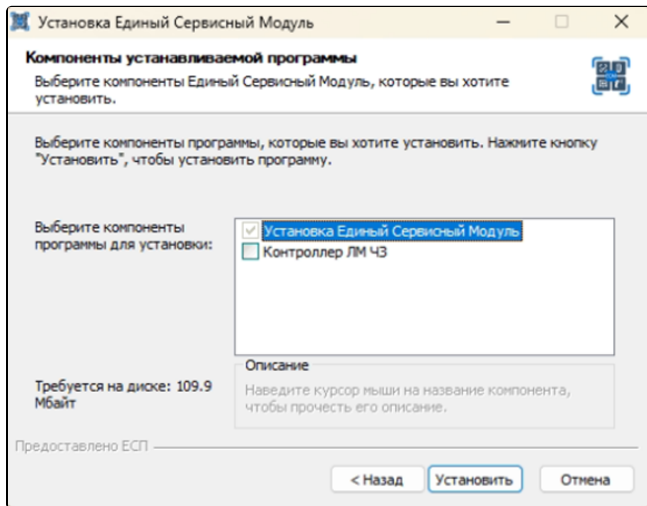 Установка Единый Сервисный Модуль
Компоненты устанавливаемой программы
Выберите компоненты Единый Сервисный Модуль, которые вы хотите
установить.
Выберите компоненты программы, которые вы хотите установить. Нажмите кнопку
"Установить", чтобы установить программу.
Выберите компоненты
программы для установки:
Установка Единый Сервисный Модуль
Контроллер ЛМ ЧЗ
Требуется на диске: 109.9
Мбайт
Описание
Наведите курсор мыши на название компонента,
чтобы прочесть его описание.
Предоставлено ЕСП
< Назад
Установить
Отмена